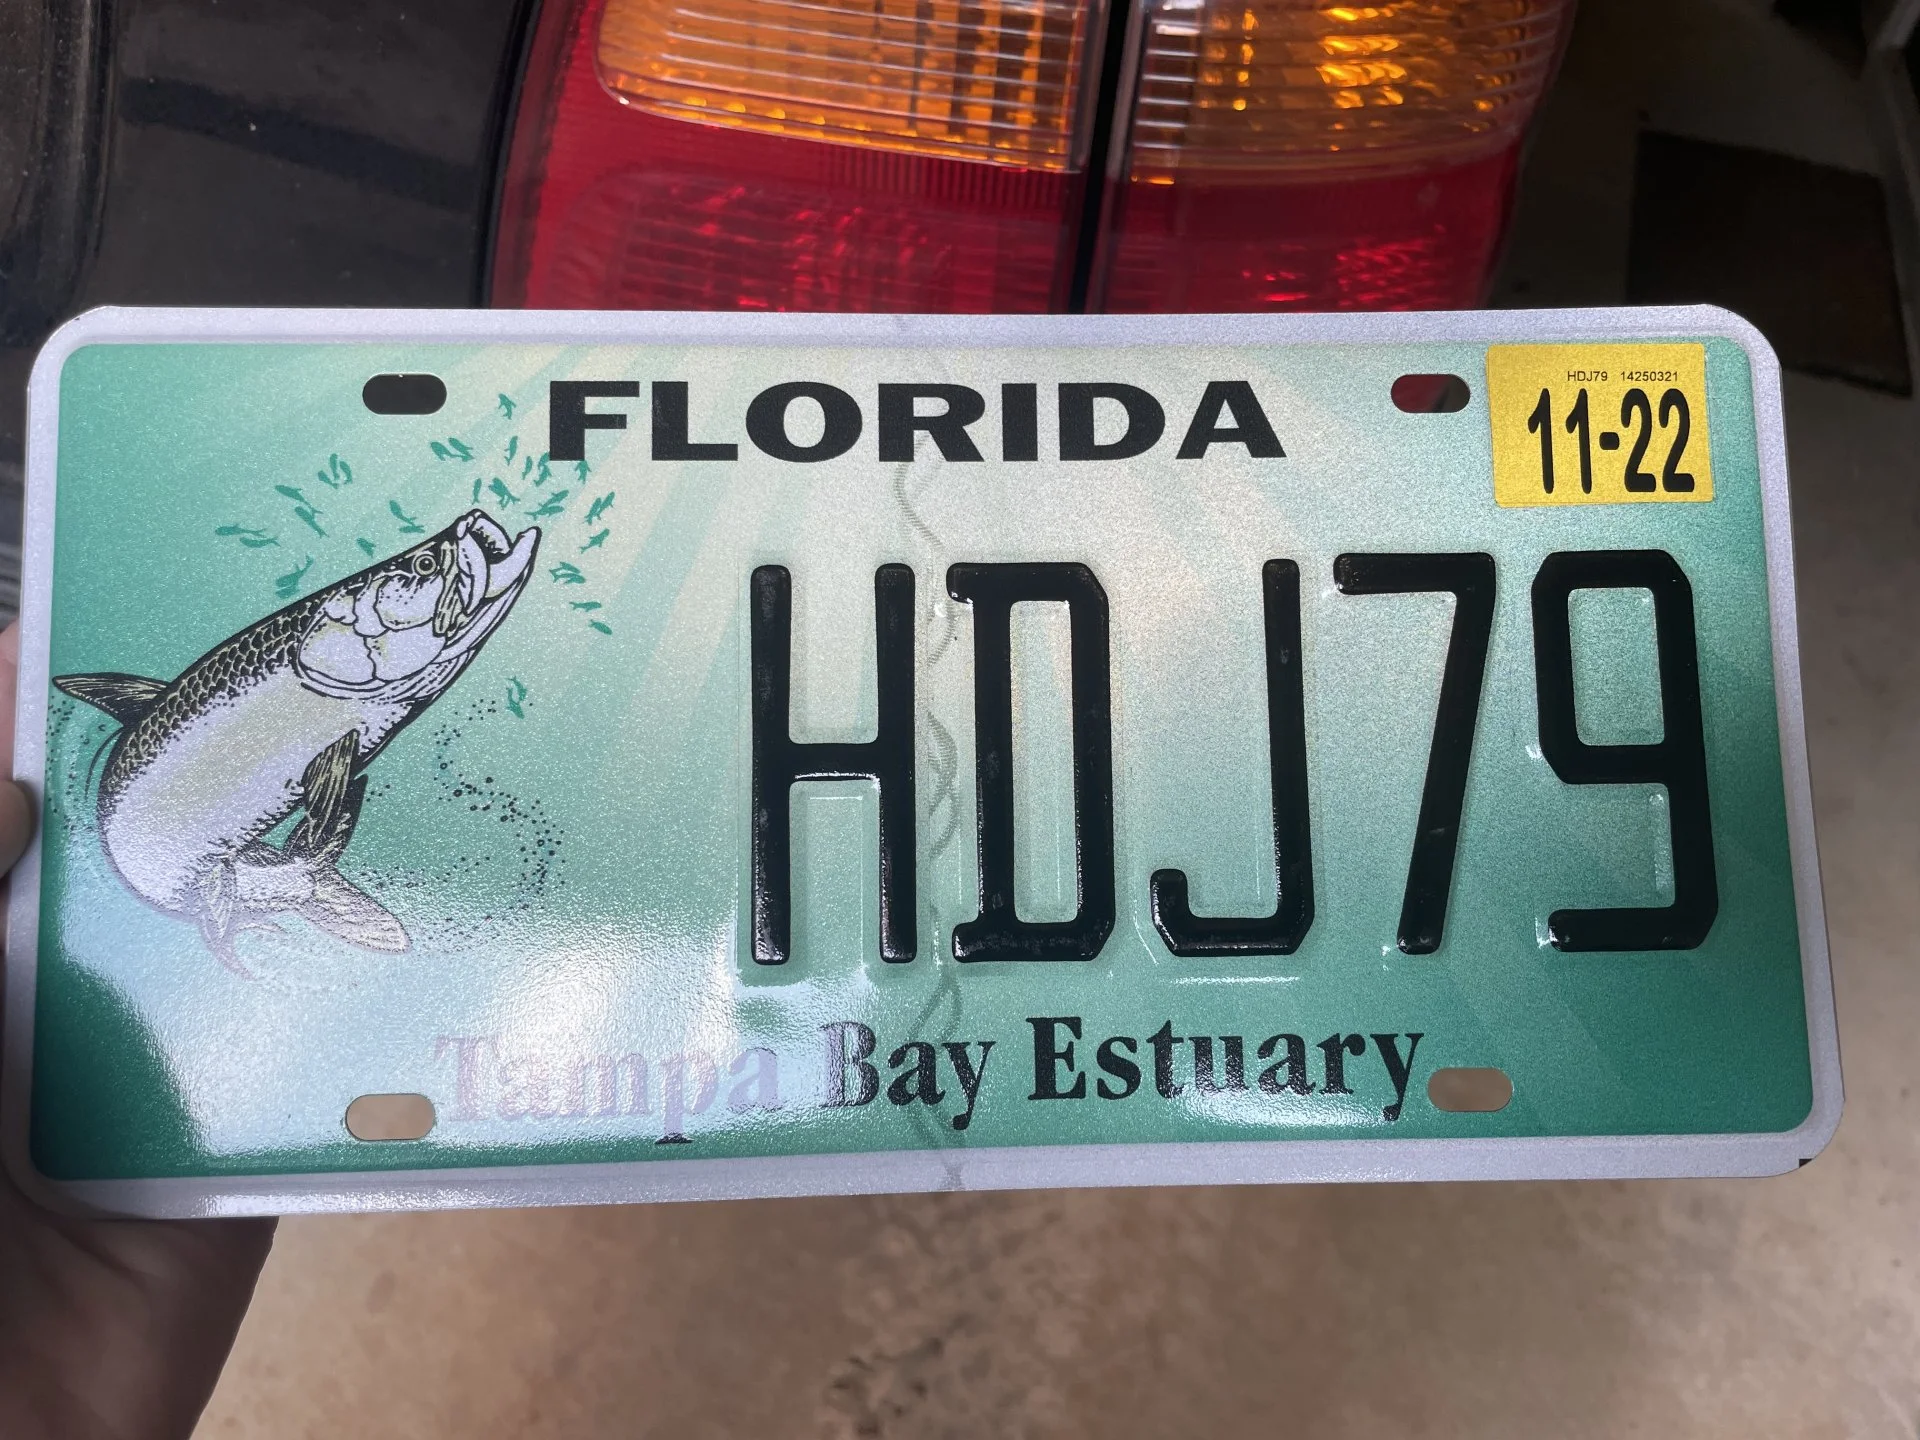 FLORIDA
HDJ79 14250321
11-22
HDJ79
Tampa Bay Estuary